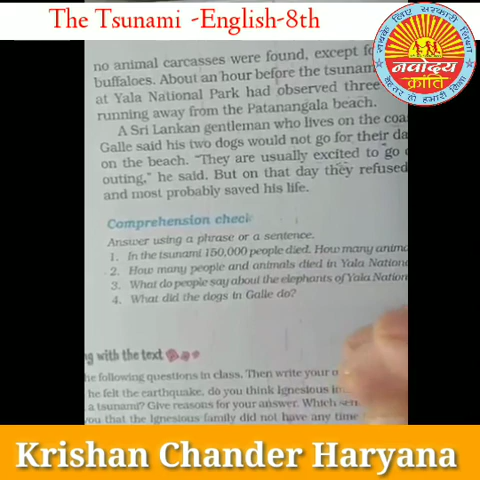 The Tsunami -English-8th
सबके लिए सरकारी शिक्षा
नवोदय
क्रांति
no animal carcasses were found, except
buffaloes. About an hour before the tsunam
at Yala National Park had observed three
running away from the Patanangala beach.
A Sri Lankan gentleman who lives on the coa
Galle said his two dogs would not go for their da
on the beach. "They are usually excited to go
outing," he said. But on that day they refused
and most probably saved his life.
Comprehension check
Answer using a phrase or a sentence.
1. In the tsunami 150,000 people died. How many anima
2. How many people and animals died in Yala Nation
3. What do people say about the elephants of Yala Nation
4. What did the dogs in Galle do?
ng with the text
he following questions in class. Then write your
he felt the earthquake, do you think Ignesious
a tsunami? Give reasons for your answer. Which
you that the Ignesious family did not have any time
Krishan Chander Haryana